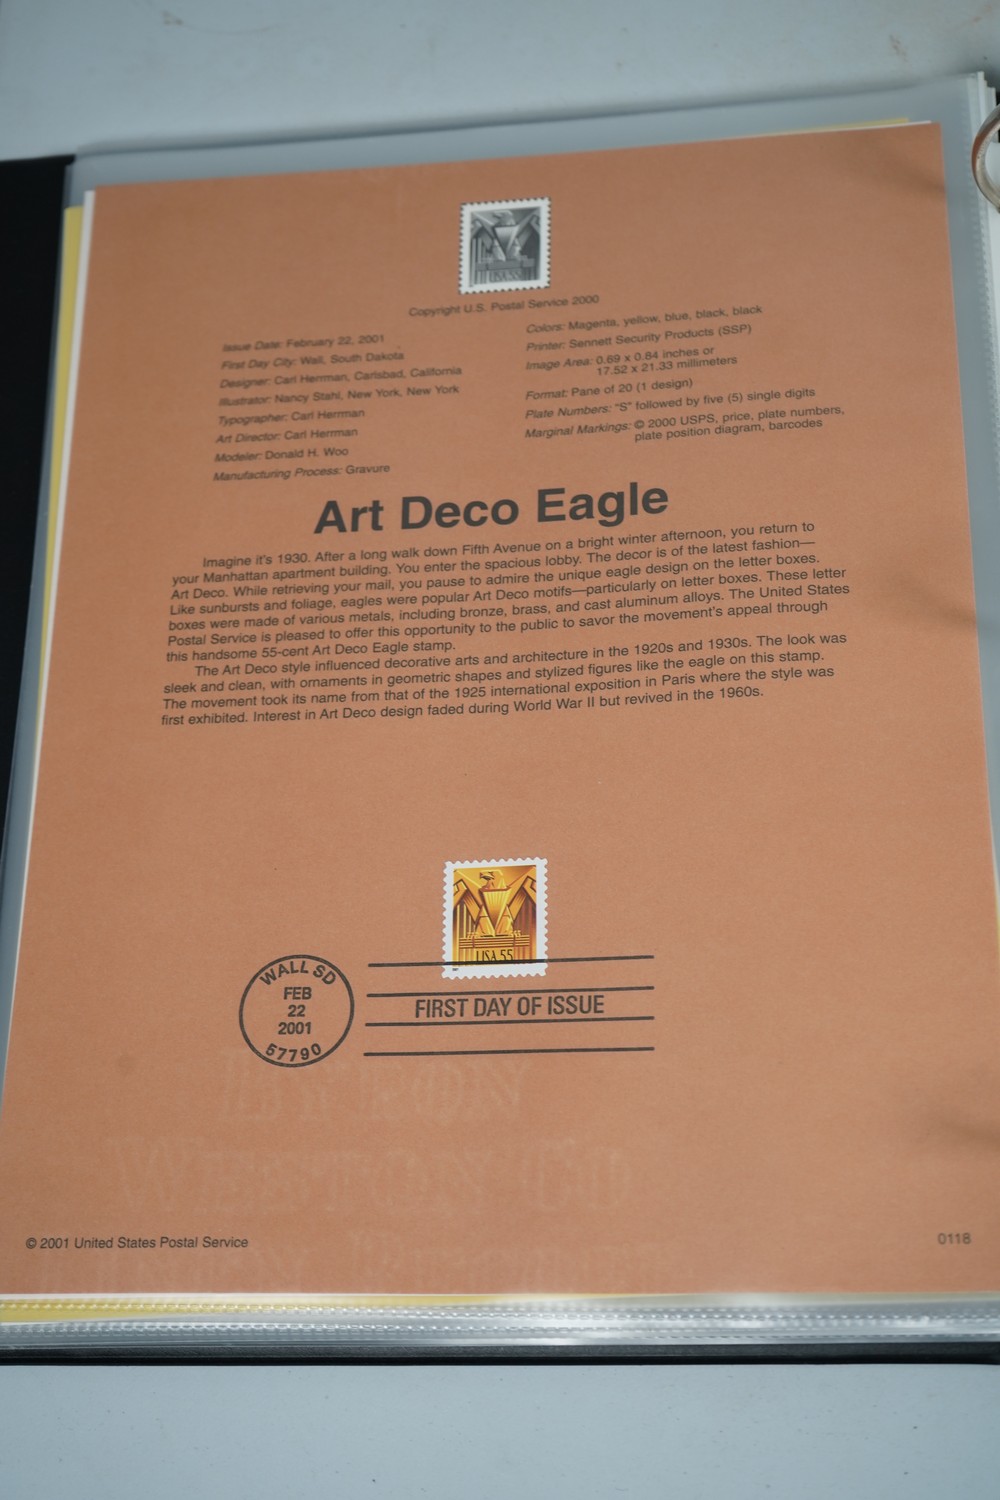 Copyright U.S. Postal Service 2000
Issue Date: February 22, 2001
First Day City: Wall, South Dakota
Designer: Carl Herrman, Carlsbad, California
Illustrator: Nancy Stahl, New York, New York
Typographer: Carl Herrman
Art Director: Carl Herrman
Modeler: Donald H. Woo
Manufacturing Process: Gravure
Colors: Magenta, yellow, blue, black, black
Printer: Sennett Security Products (SSP)
Image Area: 0.69 x 0.84 inches or
17.52 x 21.33 millimeters
Format: Pane of 20 (1 design)
Plate Numbers: "S" followed by five (5) single digits
Marginal Markings: © 2000 USPS, price, plate numbers,
plate position diagram, barcodes
Art Deco Eagle
Imagine it's 1930. After a long walk down Fifth Avenue on a bright winter afternoon, you return to
your Manhattan apartment building. You enter the spacious lobby. The decor is of the latest fashion—
Art Deco. While retrieving your mail, you pause to admire the unique eagle design on the letter boxes.
Like sunbursts and foliage, eagles were popular Art Deco motifs—particularly on letter boxes. These letter
boxes were made of various metals, including bronze, brass, and cast aluminum alloys. The United States
Postal Service is pleased to offer this opportunity to the public to savor the movement's appeal through
this handsome 55-cent Art Deco Eagle stamp.
The Art Deco style influenced decorative arts and architecture in the 1920s and 1930s. The look was
sleek and clean, with ornaments in geometric shapes and stylized figures like the eagle on this stamp.
The movement took its name from that of the 1925 international exposition in Paris where the style was
first exhibited. Interest in Art Deco design faded during World War II but revived in the 1960s.
USA 55
WALL SD
FEB
22
2001
57790
FIRST DAY OF ISSUE
© 2001 United States Postal Service
0118